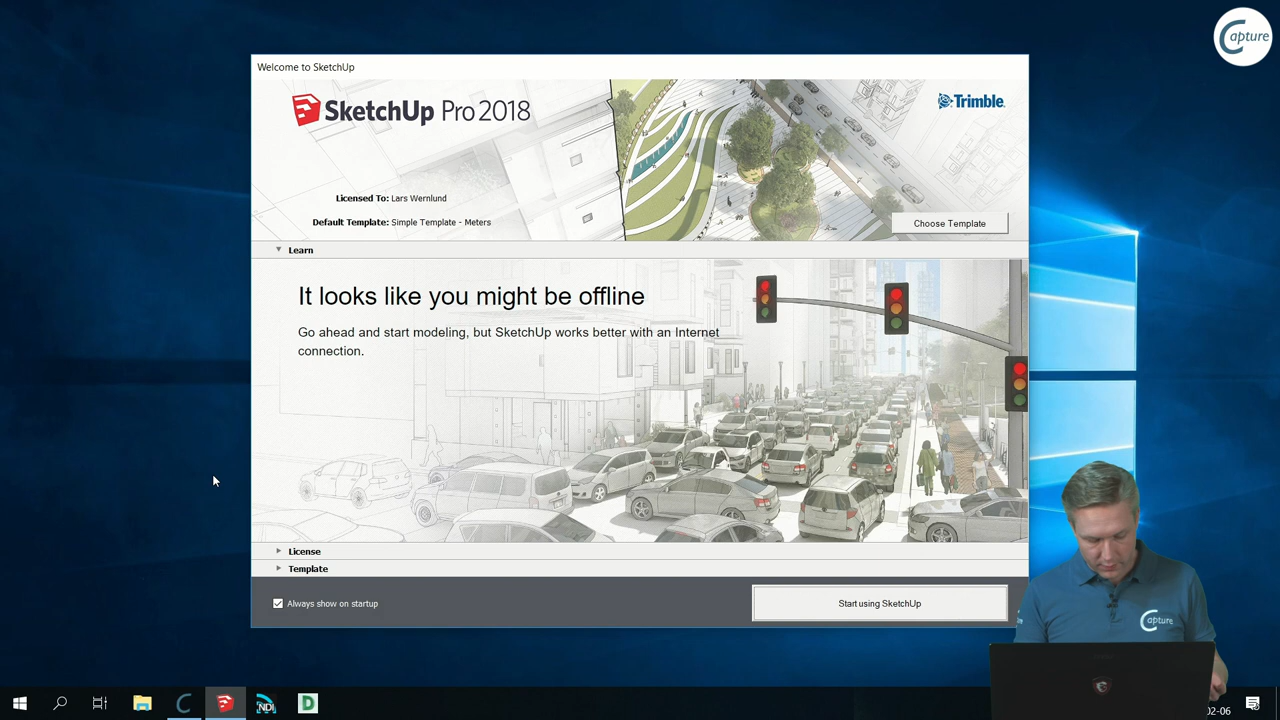 Capture
Welcome to SketchUp
SketchUp Pro 2018
Trimble
Licensed To: Lars Wernlund
Default Template: Simple Template - Meters
Choose Template
Learn
It looks like you might be offline
Go ahead and start modeling, but SketchUp works better with an Internet
connection.
License
Template
Always show on startup
Start using SketchUp
Capture
NDI
D
02-06